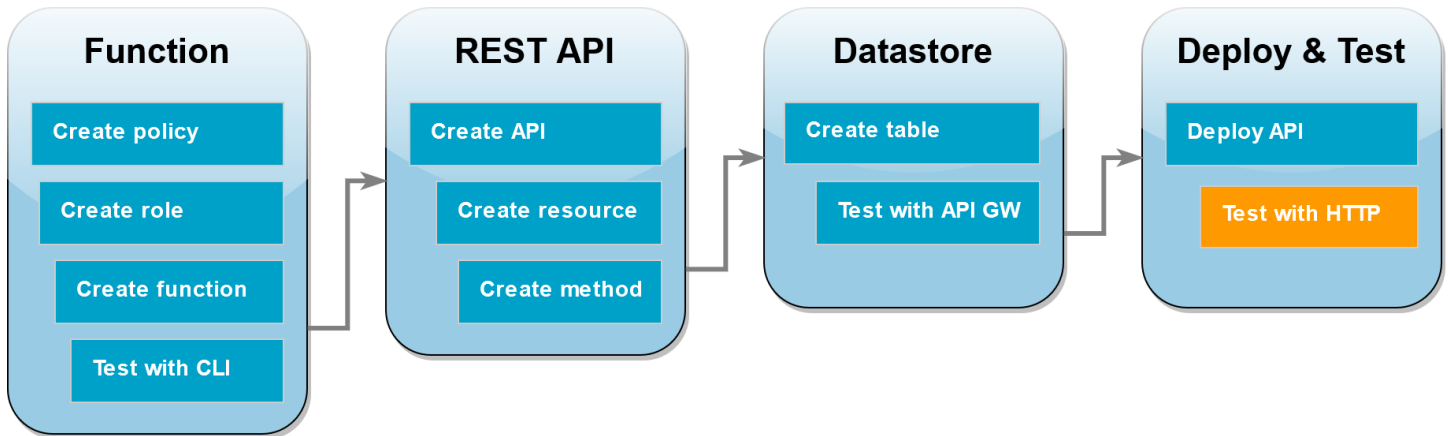 Function
Create policy
Create role
Create function
Test with CLI
REST API
Create API
Create resource
Create method
Datastore
Create table
Test with API GW
Deploy & Test
Deploy API
Test with HTTP